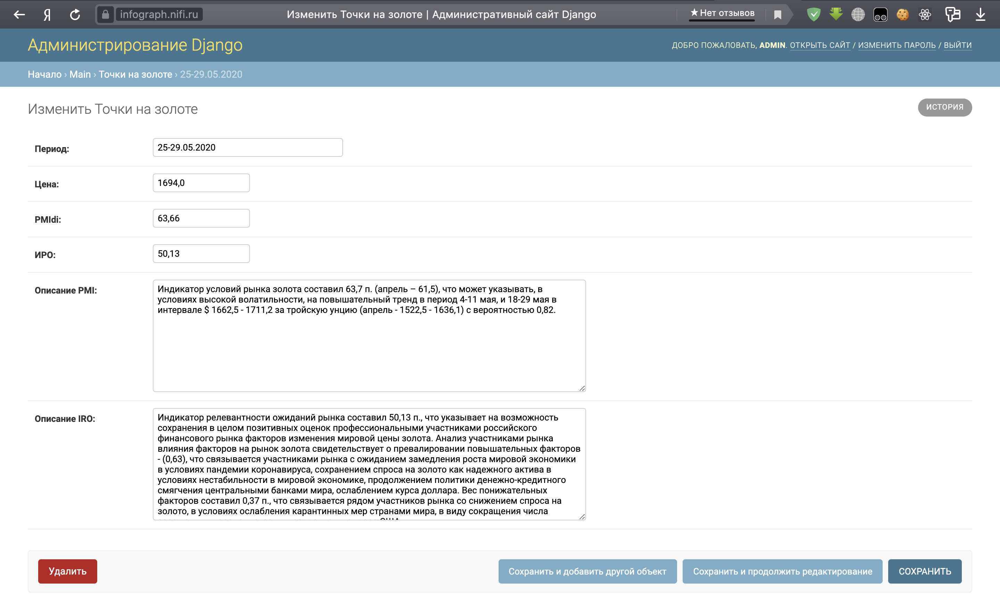 Я
infograph.nifi.ru
Изменить Точки на золоте | Административный сайт Django
★ Нет отзывов
Администрирование Django
ДОБРО ПОЖАЛОВАТЬ, ADMIN. ОТКРЫТЬ САЙТ / ИЗМЕНИТЬ ПАРОЛЬ / ВЫЙТИ
Начало › Main › Точки на золоте › 25-29.05.2020
Изменить Точки на золоте
ИСТОРИЯ
Период:
25-29.05.2020
Цена:
1694,0
PMIdi:
63,66
ИРО:
50,13
Описание PMI:
Индикатор условий рынка золота составил 63,7 п. (апрель – 61,5), что может указывать, в
условиях высокой волатильности, на повышательный тренд в период 4-11 мая, и 18-29 мая в
интервале $ 1662,5 - 1711,2 за тройскую унцию (апрель - 1522,5 - 1636,1) с вероятностью 0,82.
Описание IRO:
Индикатор релевантности ожиданий рынка составил 50,13 п., что указывает на возможность
сохранения в целом позитивных оценок профессиональными участниками российского
финансового рынка факторов изменения мировой цены золота. Анализ участниками рынка
влияния факторов на рынок золота свидетельствует о превалировании повышательных факторов
- (0,63), что связывается участниками рынка с ожиданием замедления роста мировой экономики
в условиях пандемии коронавируса, сохранением спроса на золото как надежного актива в
условиях нестабильности в мировой экономике, продолжением политики денежно-кредитного
смягчения центральными банками мира, ослаблением курса доллара. Вес понижательных
факторов составил 0,37 п., что связывается рядом участников рынка со снижением спроса на
золото, в условиях ослабления карантинных мер странами мира, в виду сокращения числа
США
Удалить
Сохранить и добавить другой объект
Сохранить и продолжить редактирование
СОХРАНИТЬ